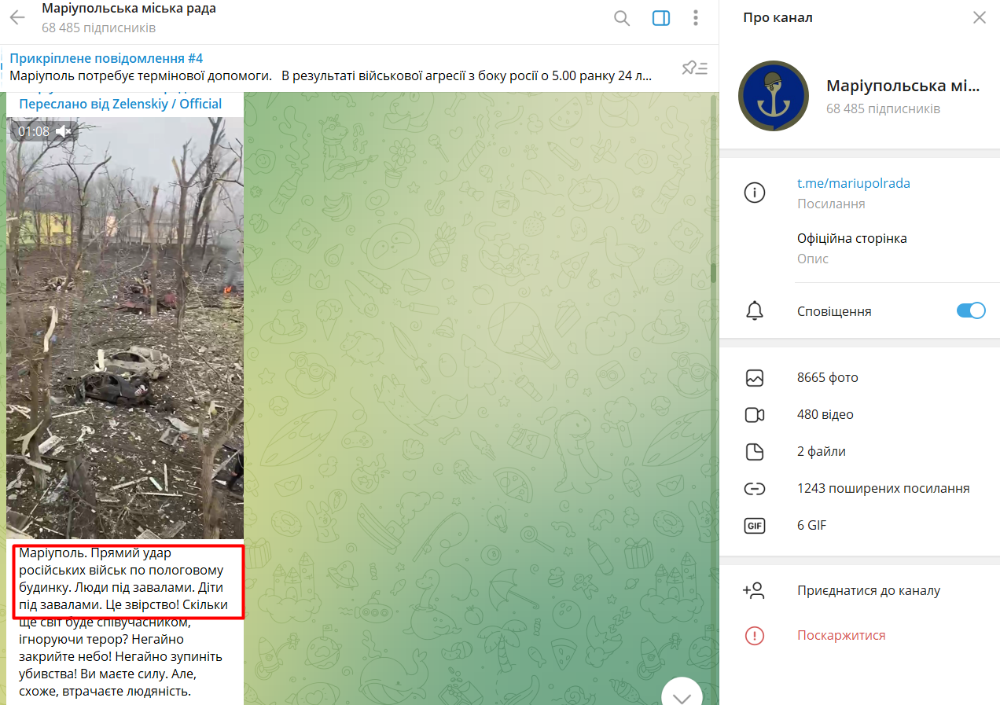 Маріупольська міська рада
68 485 підписників
Прикріплене повідомлення #4
Маріуполь потребує термінової допомоги. В результаті військової агресії з боку росії о 5.00 ранку 24 л...
Переслано від Zelenskiy / Official
01:08
Маріуполь. Прямий удар
російських військ по пологовому
будинку. Люди під завалами. Діти
під завалами. Це звірство! Скільки
ще світ буде співучасником,
ігноруючи терор? Негайно
закрийте небо! Негайно зупиніть
убивства! Ви маєте силу. Але,
схоже, втрачаєте людяність.
Про канал
Маріупольська мі...
68 485 підписників
t.me/mariupolrada
Посилання
Офіційна сторінка
Опис
Сповіщення
8665 фото
480 відео
2 файли
1243 поширених посилання
GIF 6 GIF
Приєднатися до каналу
Поскаржитися